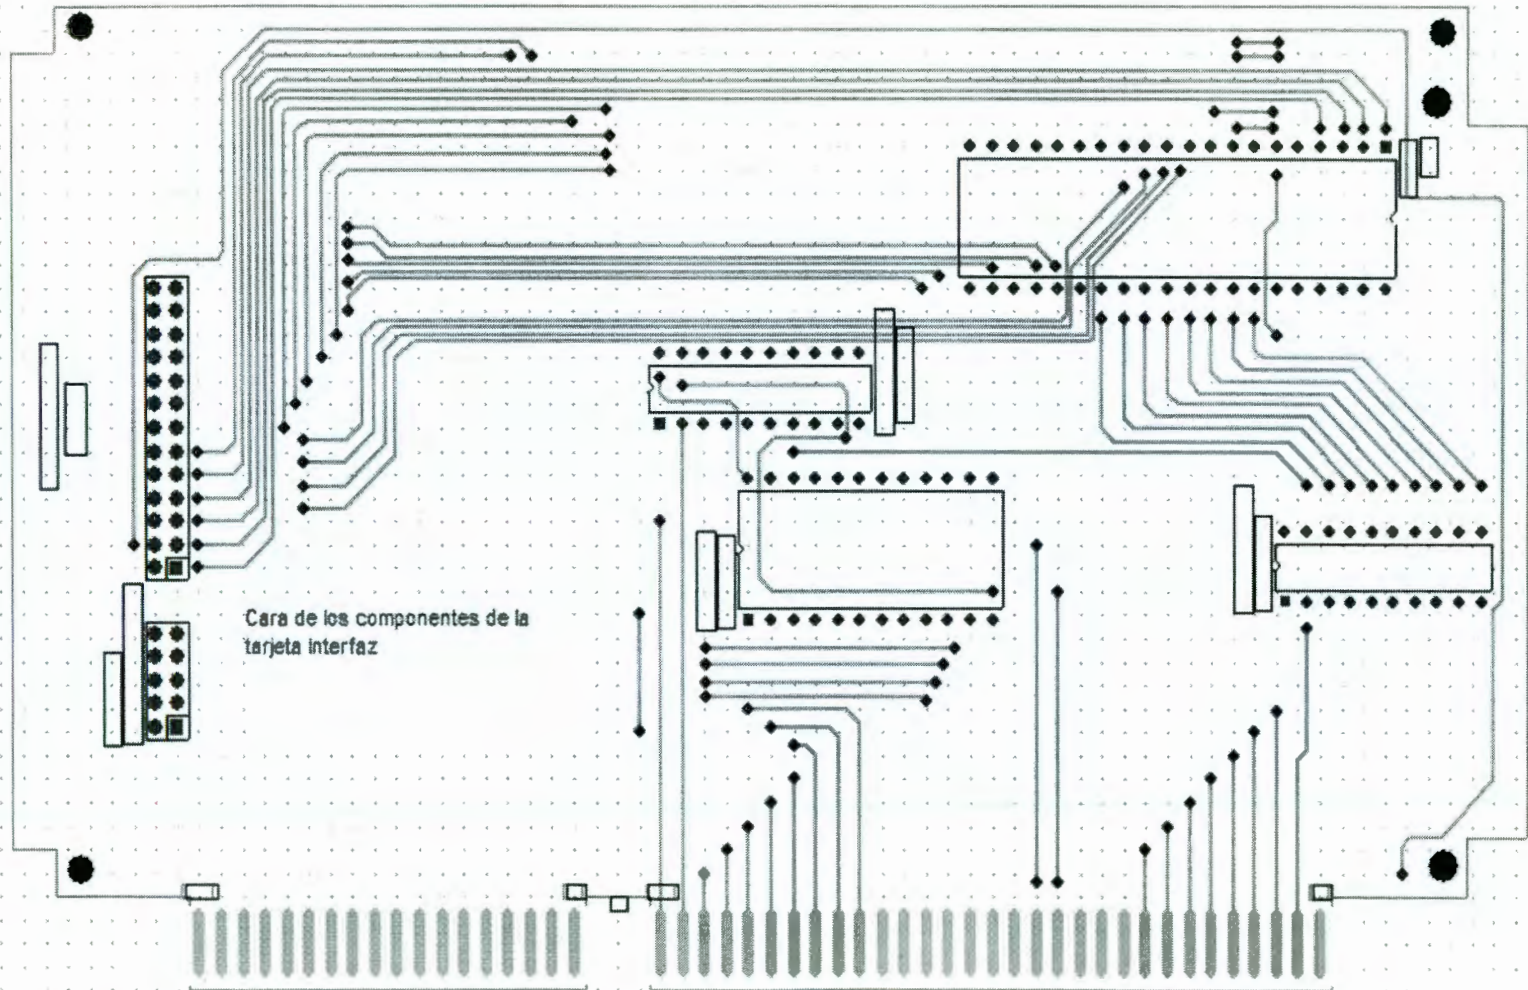 Cara de los componentes de la
tarjeta interfaz